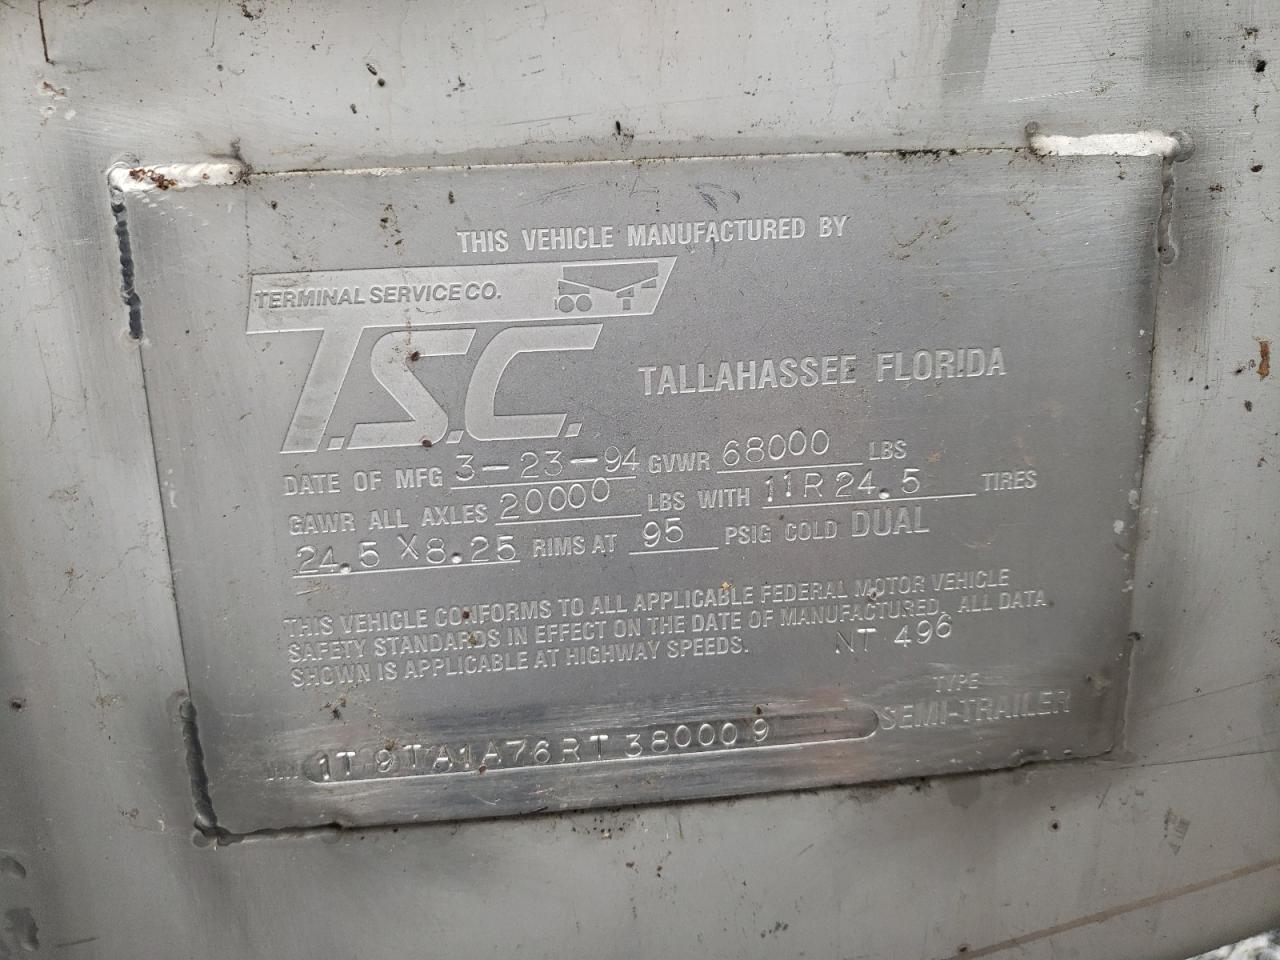 THIS VEHICLE MANUFACTURED BY
TERMINAL SERVICE CO.
T.S.C.
TALLAHASSEE FLORIDA
DATE OF MFG 3-23-94 GVWR 68000 LBS
GAWR ALL AXLES 20000 LBS WITH 11R24.5 TIRES
24.5 X8.25 RIMS AT 95 PSIG COLD DUAL
THIS VEHICLE CONFORMS TO ALL APPLICABLE FEDERAL MOTOR VEHICLE
SAFETY STANDARDS IN EFFECT ON THE DATE OF MANUFACTURED. ALL DATA
SHOWN IS APPLICABLE AT HIGHWAY SPEEDS.
NT 496
TYPE
SEMI-TRAILER
VIN 1T9TA1A76RT380009